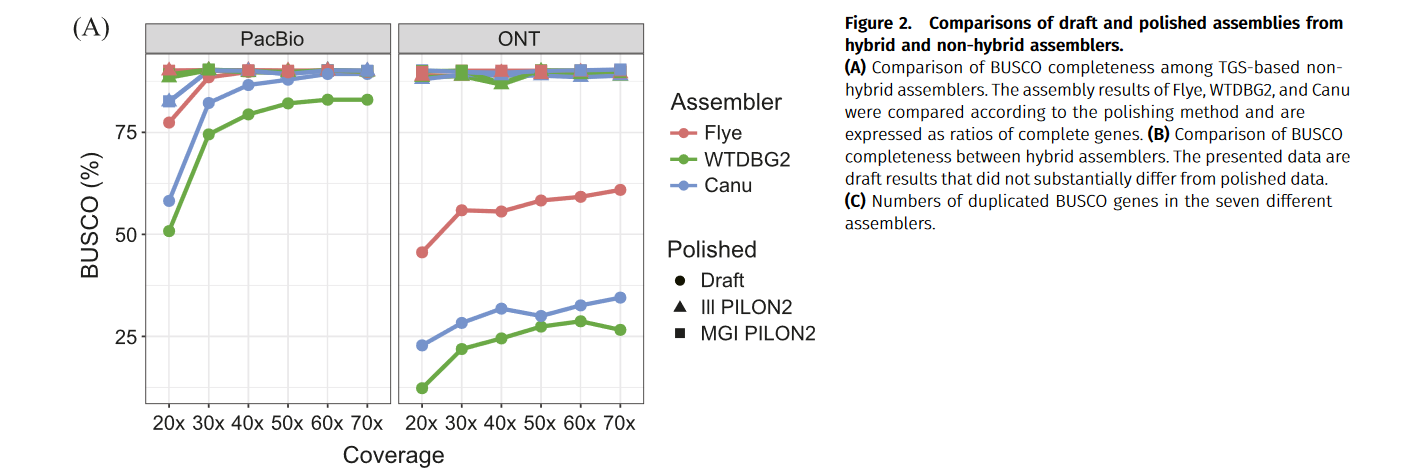 (A)
PacBio
ONT
BUSCO (%)
75
50
25
20x 30x 40x 50x 60x 70x
20x 30x 40x 50x 60x 70x
Coverage
Assembler
Flye
WTDBG2
Canu
Polished
Draft
Ill PILON2
MGI PILON2
Figure 2. Comparisons of draft and polished assemblies from
hybrid and non-hybrid assemblers.
(A) Comparison of BUSCO completeness among TGS-based non-
hybrid assemblers. The assembly results of Flye, WTDBG2, and Canu
were compared according to the polishing method and are
expressed as ratios of complete genes. (B) Comparison of BUSCO
completeness between hybrid assemblers. The presented data are
draft results that did not substantially differ from polished data.
(C) Numbers of duplicated BUSCO genes in the seven different
assemblers.